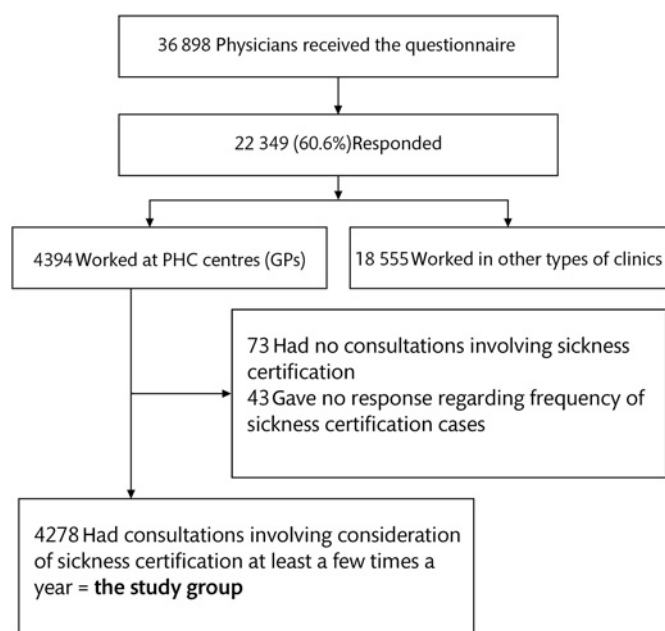 36 898 Physicians received the questionnaire
22 349 (60.6%)Responded
4394 Worked at PHC centres (GPs)
18 555 Worked in other types of clinics
73 Had no consultations involving sickness
certification
43 Gave no response regarding frequency of
sickness certification cases
4278 Had consultations involving consideration
of sickness certification at least a few times a
year = the study group